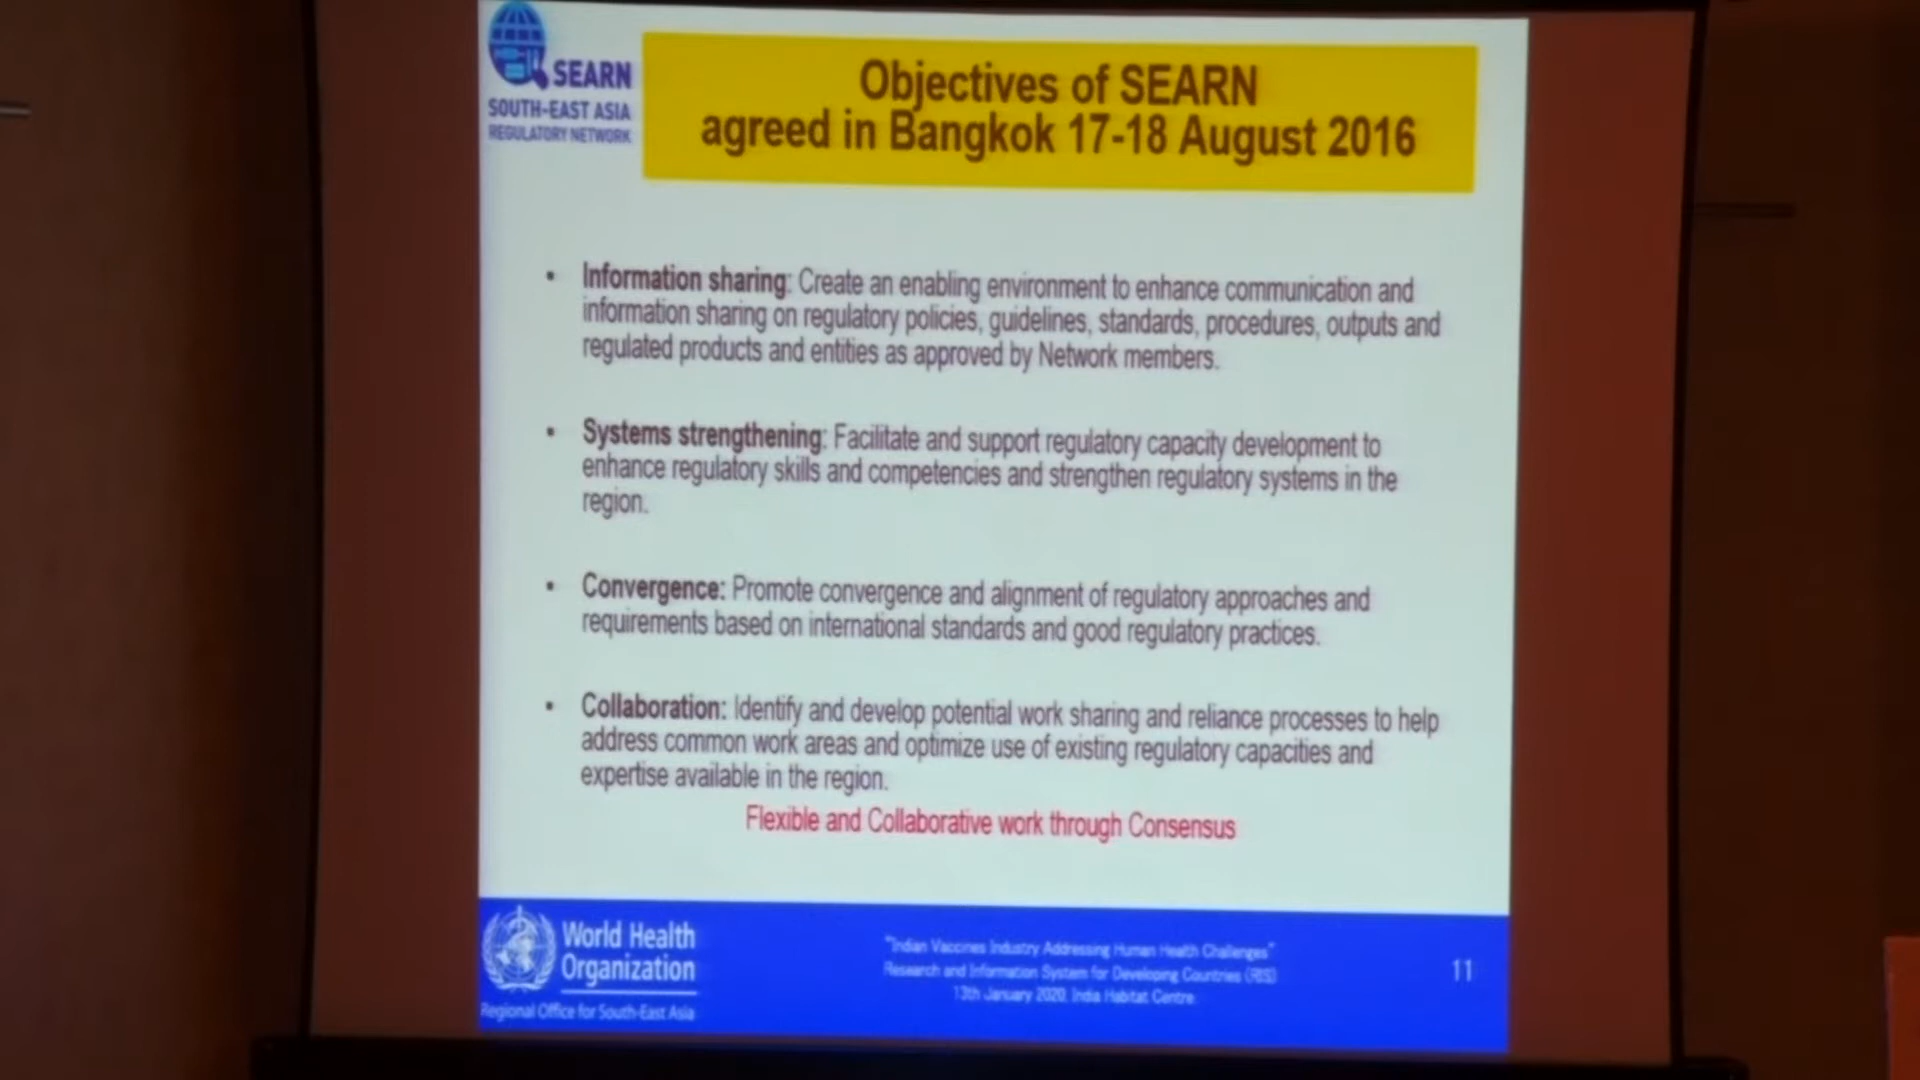 SEARN
SOUTH-EAST ASIA
REGULATORY NETWORK
Objectives of SEARN
agreed in Bangkok 17-18 August 2016
• Information sharing: Create an enabling environment to enhance communication and
information sharing on regulatory policies, guidelines, standards, procedures, outputs and
regulated products and entities as approved by Network members.
• Systems strengthening: Facilitate and support regulatory capacity development to
enhance regulatory skills and competencies and strengthen regulatory systems in the
region.
• Convergence: Promote convergence and alignment of regulatory approaches and
requirements based on international standards and good regulatory practices.
• Collaboration: Identify and develop potential work sharing and reliance processes to help
address common work areas and optimize use of existing regulatory capacities and
expertise available in the region.
Flexible and Collaborative work through Consensus
World Health
Organization
Regional Office for South-East Asia
"Indian Vaccines Industry Addressing Human Health Challenges"
Research and Information System for Developing Countries (RIS)
13th January 2020, India Habitat Centre
11